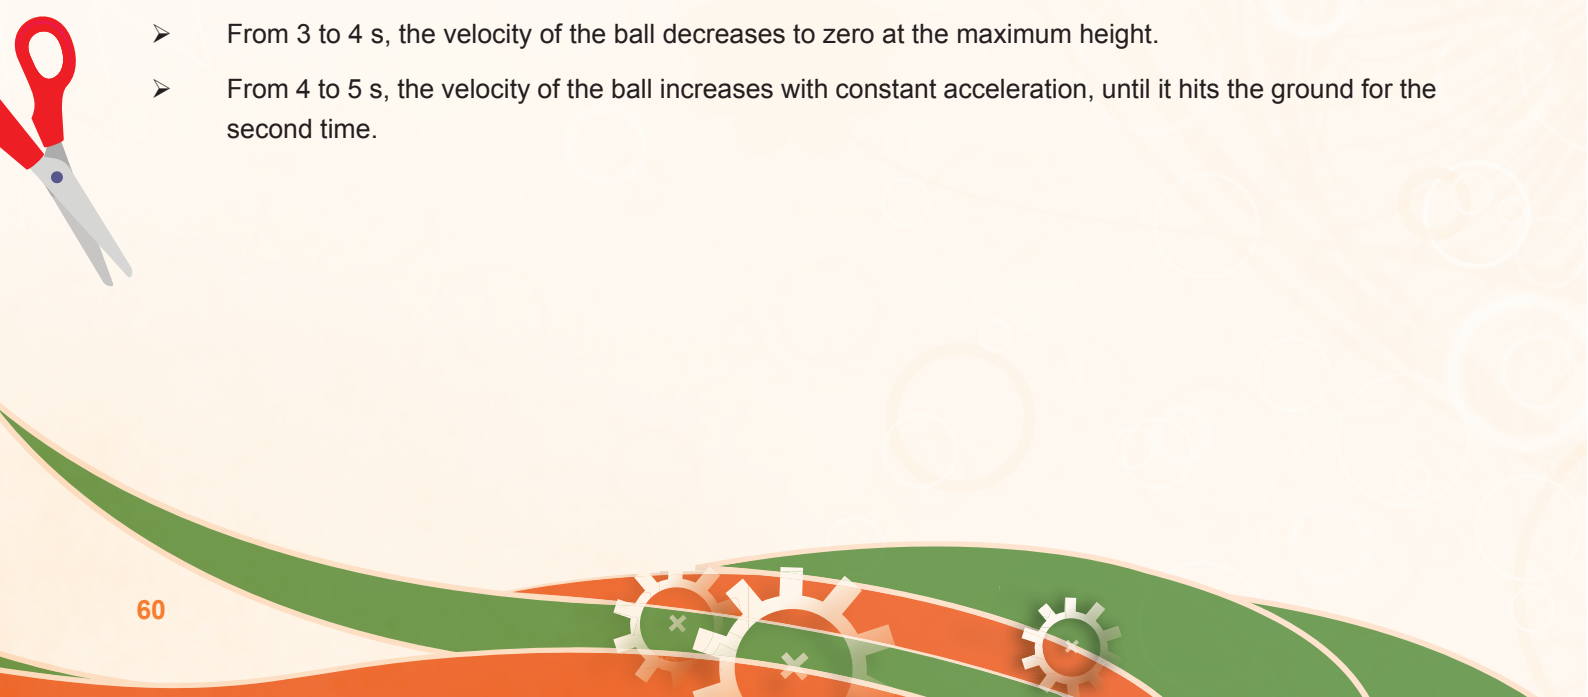 ➢ From 3 to 4 s, the velocity of the ball decreases to zero at the maximum height.
➢ From 4 to 5 s, the velocity of the ball increases with constant acceleration, until it hits the ground for the
second time.
60